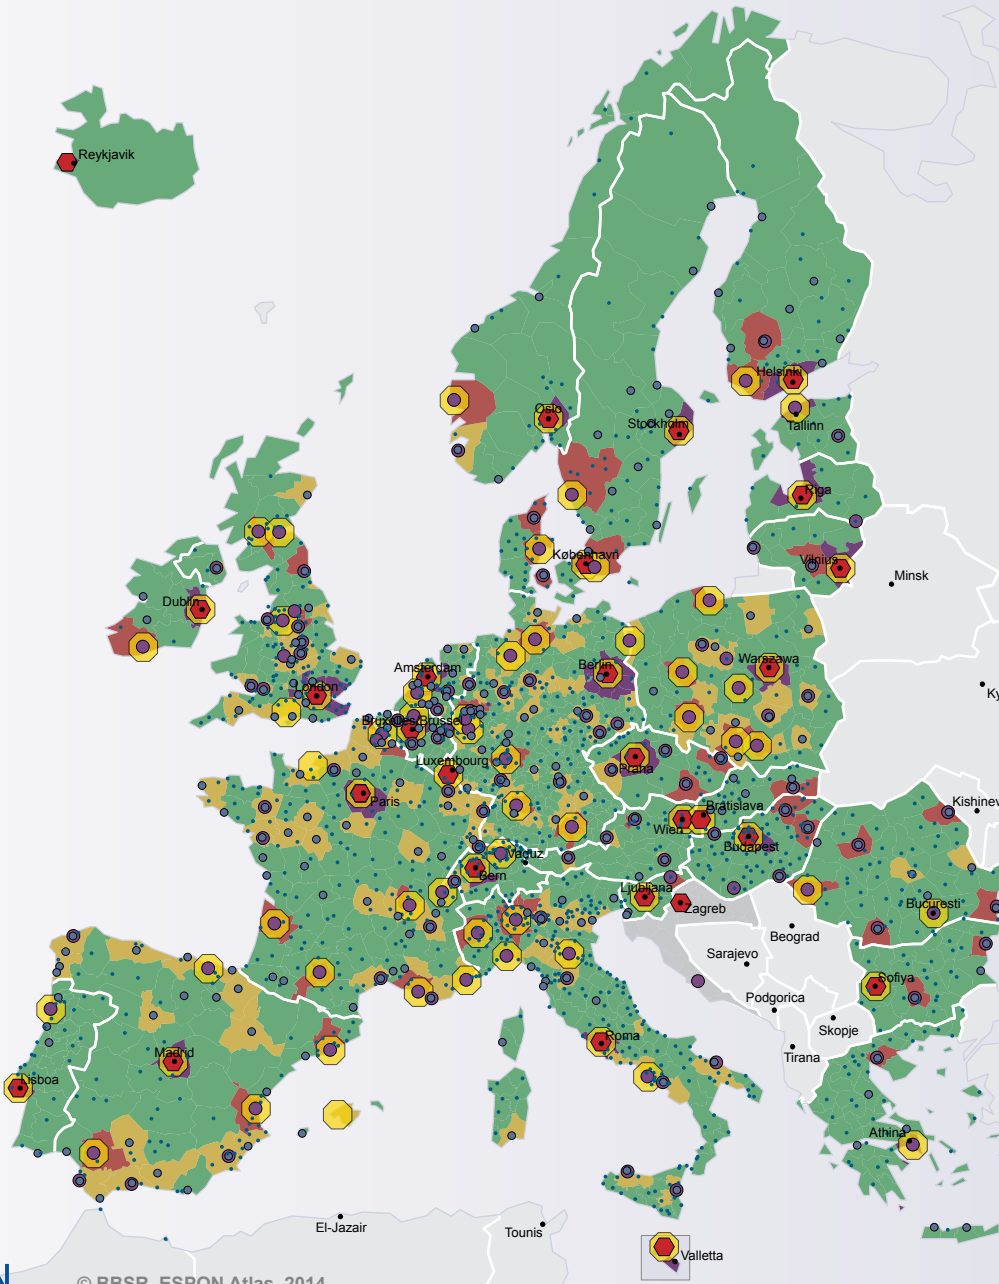 Reykjavik
Helsinki
Oslo
Stockholm
Tallinn
Riga
København
Vilnius
Minsk
Dublin
Berlin
Warszawa
Amsterdam
London
Bruxelles/Brussel
Luxembourg
Praha
Paris
Kishinev
Bratislava
Wien
Budapest
Vaduz
Bern
Ljubljana
Zagreb
Bucuresti
Beograd
Sarajevo
Sofiya
Podgorica
Skopje
Roma
Madrid
Tirana
Lisboa
Athina
El-Jazair
Tounis
Valletta
© BBSR, ESPON Atlas, 2014